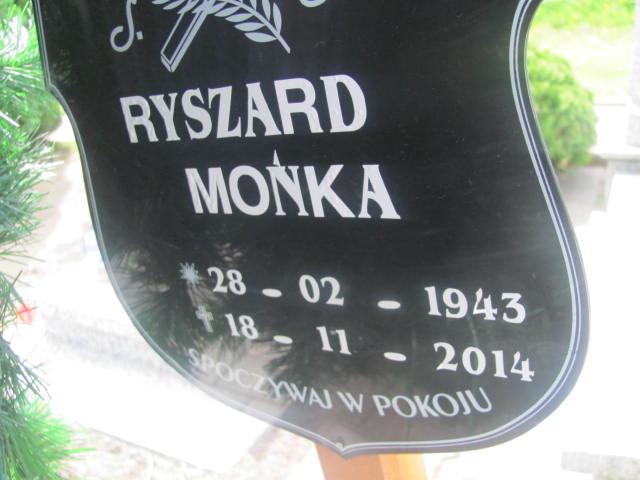 Ś.
RYSZARD
MOŃKA
28 - 02 - 1943
18 - 11 - 2014
SPOCZYWAJ W POKOJU